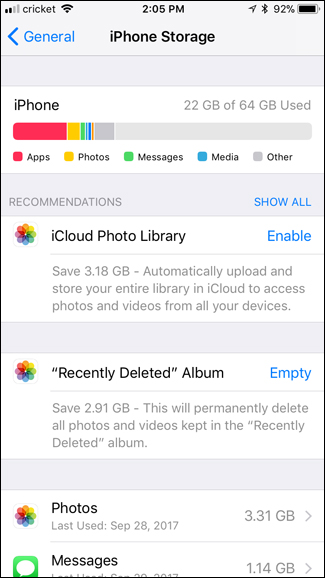 cricket 2:05 PM 92%
General iPhone Storage
iPhone 22 GB of 64 GB Used
Apps Photos Messages Media Other
RECOMMENDATIONS SHOW ALL
iCloud Photo Library Enable
Save 3.18 GB - Automatically upload and
store your entire library in iCloud to access
photos and videos from all your devices.
“Recently Deleted” Album Empty
Save 2.91 GB - This will permanently delete
all photos and videos kept in the “Recently
Deleted” album.
Photos
3.31 GB
Last Used: Sep 28, 2017
Messages
1.14 GB